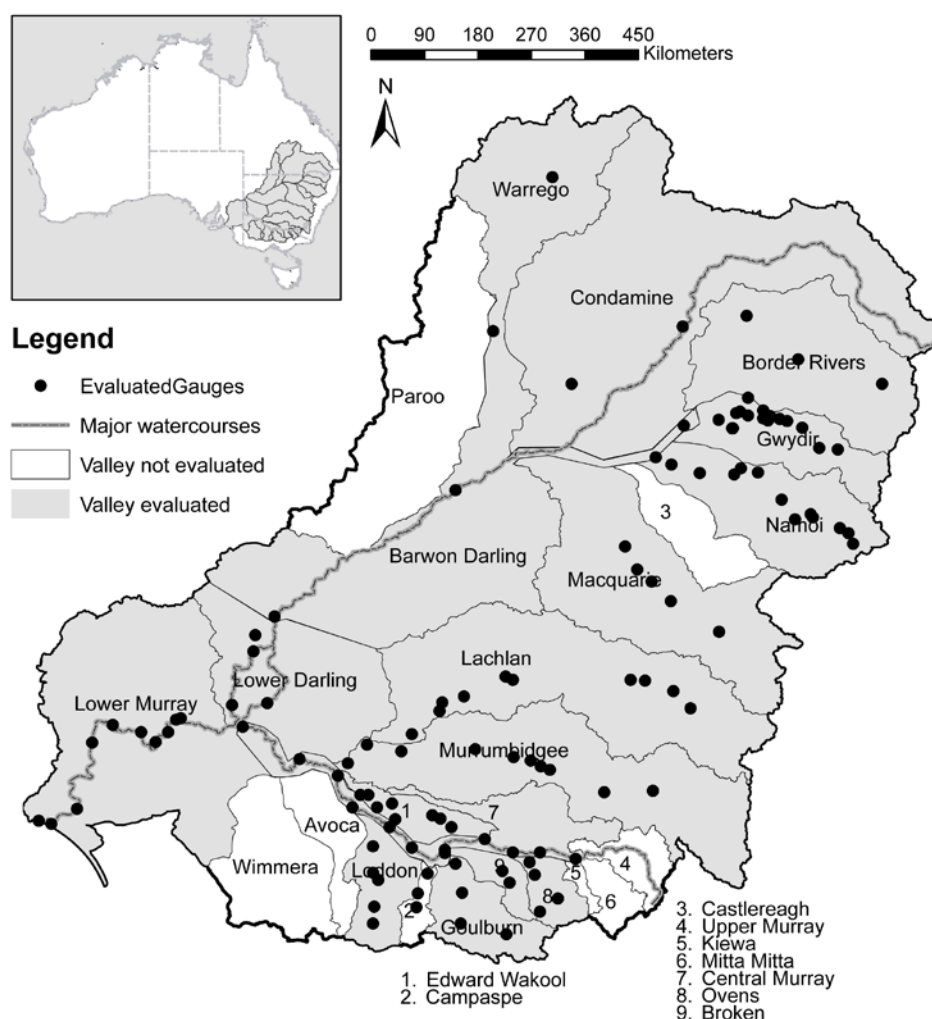 0 90 180 270 360 450
Kilometers
N
Warrego
Condamine
Legend
EvaluatedGauges
Major watercourses
Valley not evaluated
Valley evaluated
Paroo
Border Rivers
Gwydir
3
Namoi
Barwon Darling
Macquarie
Lachlan
Lower Darling
Lower Murray
Murrumbidgee
1
7
Avoca
Wimmera
Loddon
9
5
4
8
6
2
Goulburn
1. Edward Wakool
2. Campaspe
3. Castlereagh
4. Upper Murray
5. Kiewa
6. Mitta Mitta
7. Central Murray
8. Ovens
9. Broken